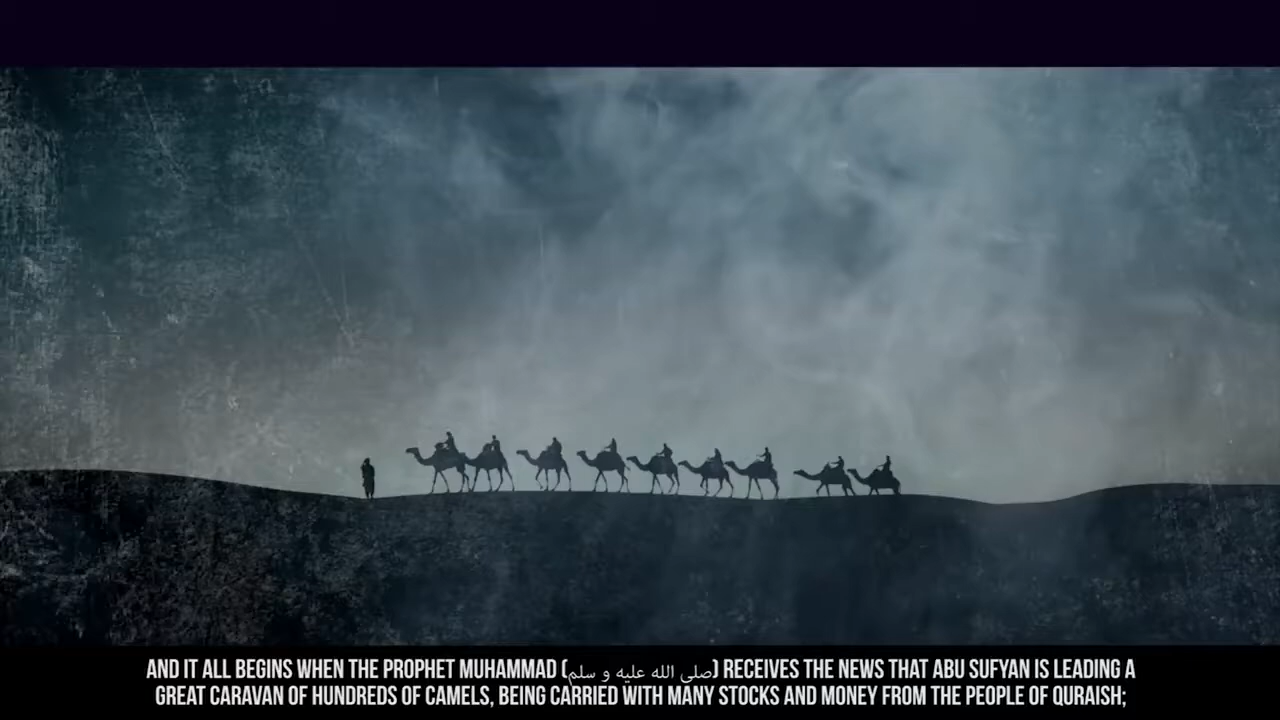 AND IT ALL BEGINS WHEN THE PROPHET MUHAMMAD (صلى الله عليه و سلم) RECEIVES THE NEWS THAT ABU SUFYAN IS LEADING A
GREAT CARAVAN OF HUNDREDS OF CAMELS, BEING CARRIED WITH MANY STOCKS AND MONEY FROM THE PEOPLE OF QURAISH;